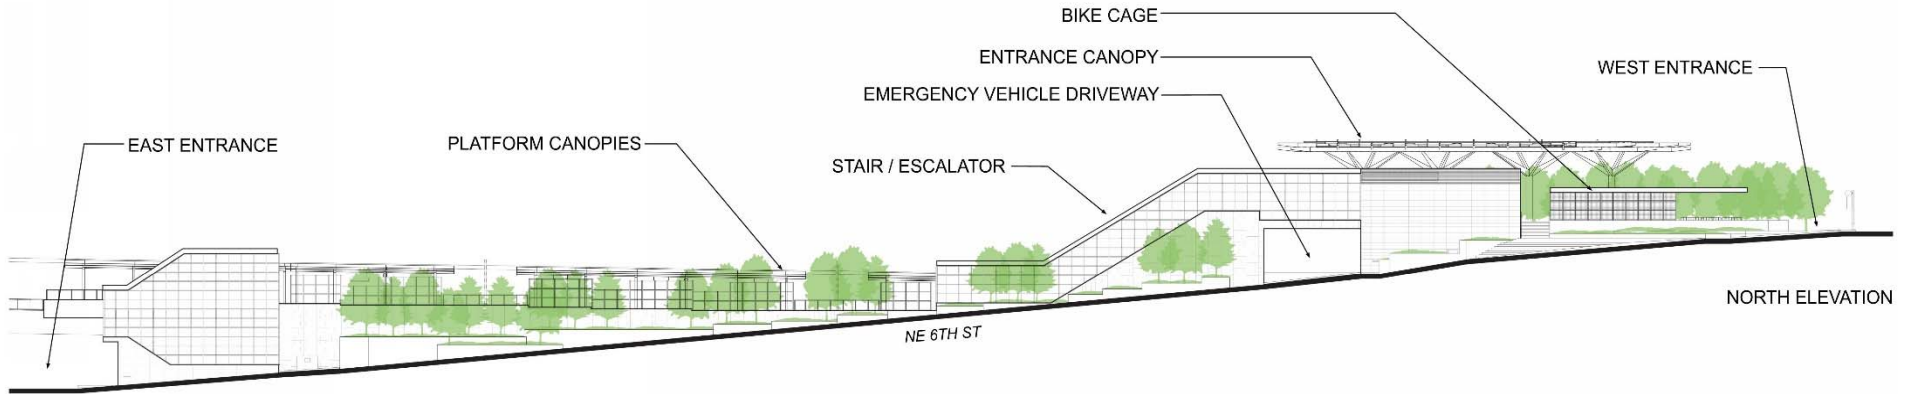 BIKE CAGE
ENTRANCE CANOPY
WEST ENTRANCE
EMERGENCY VEHICLE DRIVEWAY
EAST ENTRANCE
PLATFORM CANOPIES
STAIR / ESCALATOR
NORTH ELEVATION
NE 6TH ST